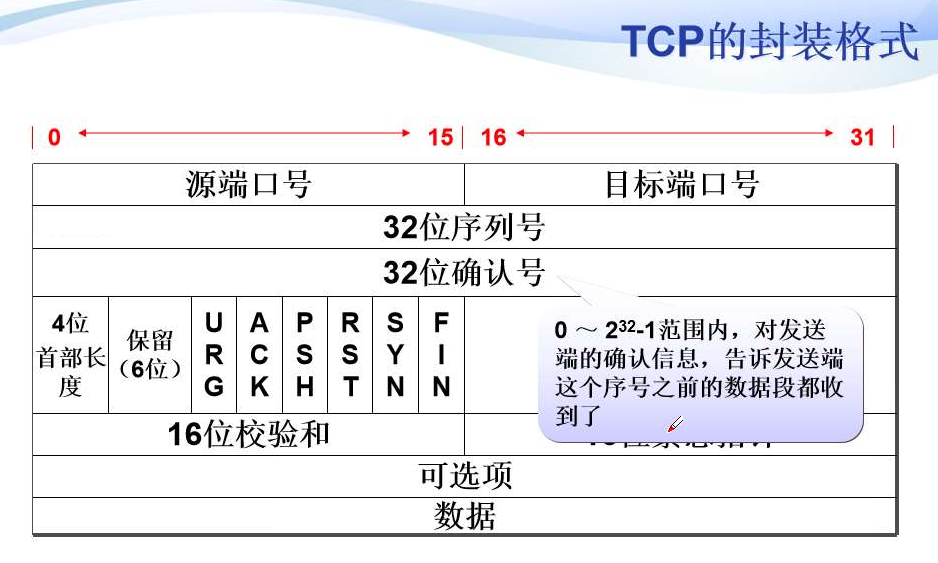 TCP的封装格式
0 15 16 31
源端口号 目标端口号
32位序列号
32位确认号
4位
首部长
度
保留
（6位）
URG ACK PSH RST SYN FIN
0 ～ 2³²-1范围内，对发送
端的确认信息，告诉发送端
这个序号之前的数据段都收
到了
16位校验和
可选项
数据